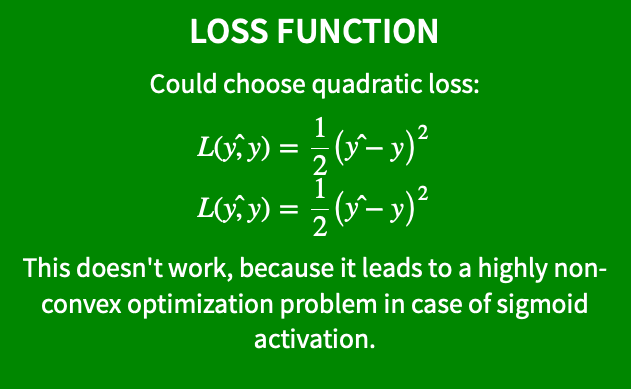 LOSS FUNCTION
Could choose quadratic loss:
L(ŷ, y) = 1/2 (ŷ − y)²
L(ŷ, y) = 1/2 (ŷ − y)²
This doesn't work, because it leads to a highly non-
convex optimization problem in case of sigmoid
activation.